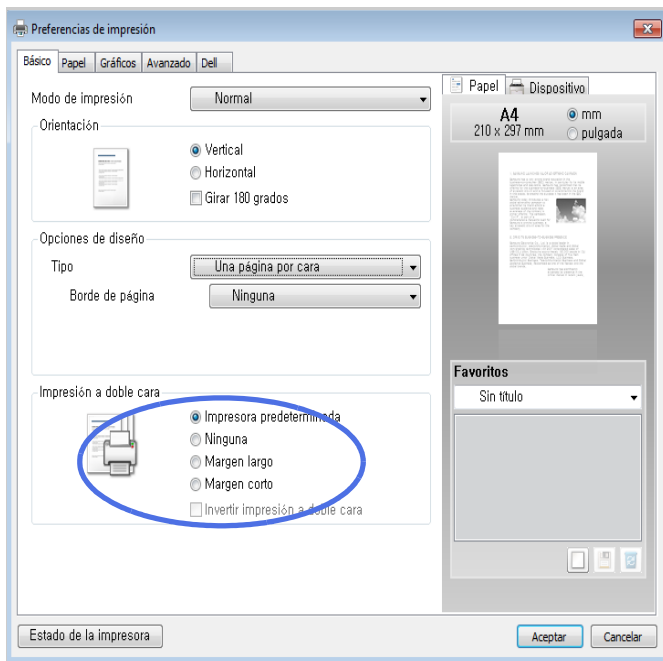 Preferencias de impresión
Básico Papel Gráficos Avanzado Dell
Modo de impresión Normal
Orientación
Vertical
Horizontal
Girar 180 grados
Opciones de diseño
Tipo Una página por cara
Borde de página Ninguna
Impresión a doble cara
Impresora predeterminada
Ninguna
Margen largo
Margen corto
Invertir impresión a doble cara
Papel Dispositivo
A4
210 x 297 mm
mm
pulgada
Favoritos
Sin título
Estado de la impresora
Aceptar Cancelar